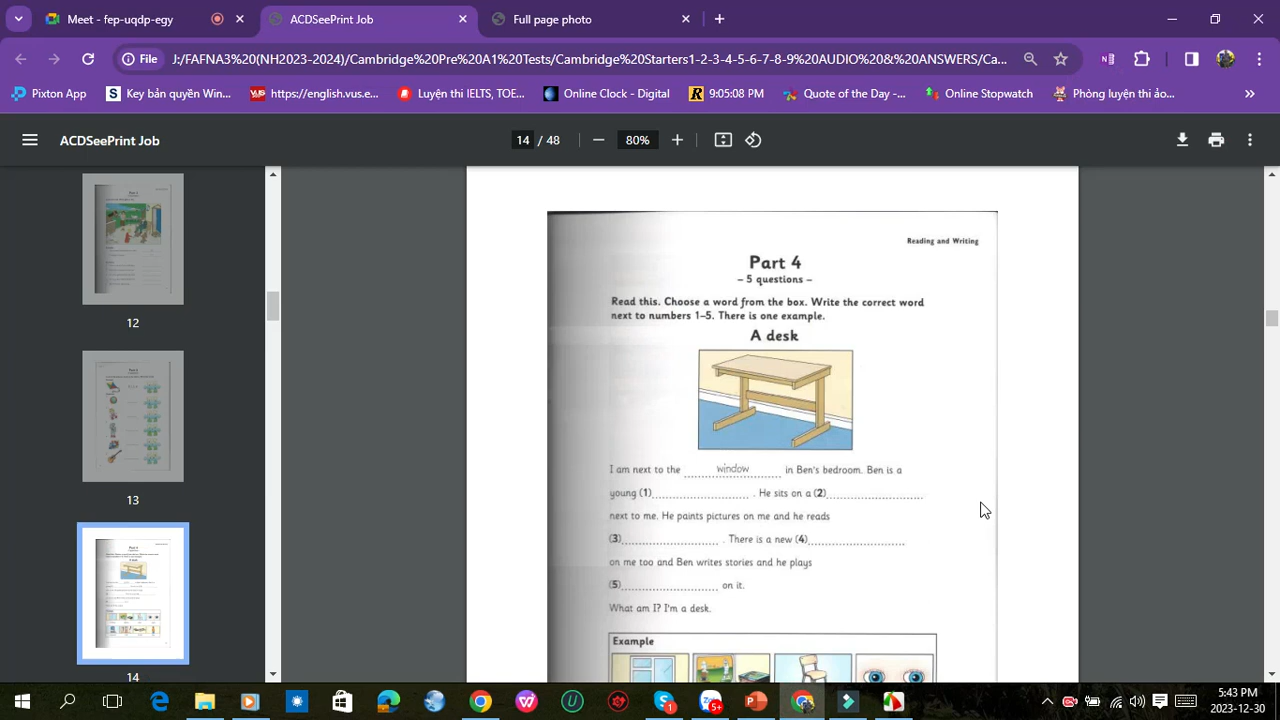 Meet - fep-uqdp-egy
ACDSeePrint Job
Full page photo
File
J:/FAFNA3%20(NH2023-2024)/Cambridge%20Pre%20A1%20Tests/Cambridge%20Starters1-2-3-4-5-6-7-8-9%20AUDIO%20&%20ANSWERS/Ca...
Pixton App
Key bản quyền Win...
https://english.vus.e...
Luyện thi IELTS, TOE...
Online Clock - Digital
9:05:08 PM
Quote of the Day -...
Online Stopwatch
Phòng luyện thi ảo...
ACDSeePrint Job
14 / 48
80%
12
13
14
Reading and Writing
Part 4
– 5 questions –
Read this. Choose a word from the box. Write the correct word
next to numbers 1–5. There is one example.
A desk
I am next to the window in Ben's bedroom. Ben is a
young (1) . He sits on a (2)
next to me. He paints pictures on me and he reads
(3) . There is a new (4)
on me too and Ben writes stories and he plays
(5) on it.
What am I? I'm a desk.
Example
5:43 PM
2023-12-30